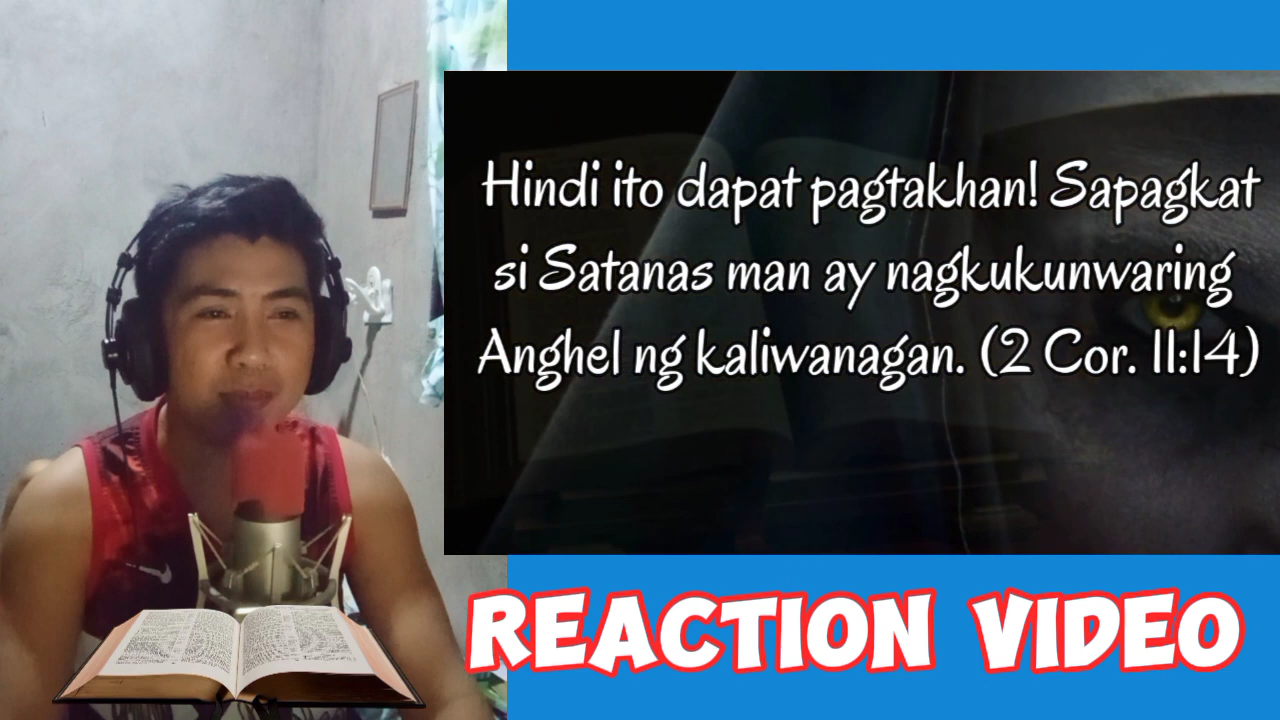 Hindi ito dapat pagtakhan! Sapagkat
si Satanas man ay nagkukunwaring
Anghel ng kaliwanagan. (2 Cor. 11:14)
REACTION VIDEO